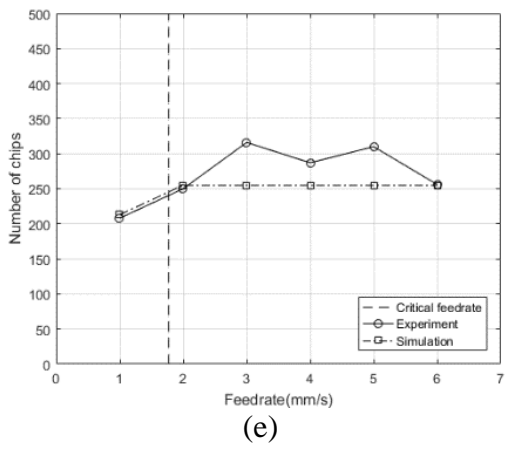 500
450
400
350
300
250
200
150
100
50
0
Number of chips
Critical feedrate
Experiment
Simulation
0 1 2 3 4 5 6 7
Feedrate(mm/s)
(e)